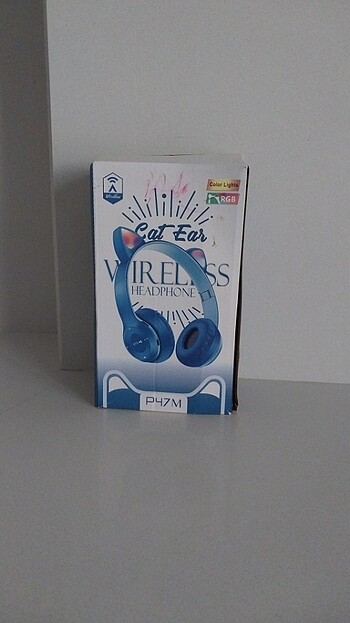 Color Lights
RGB
Cat Ear
WIRELESS
HEADPHONE
P47M